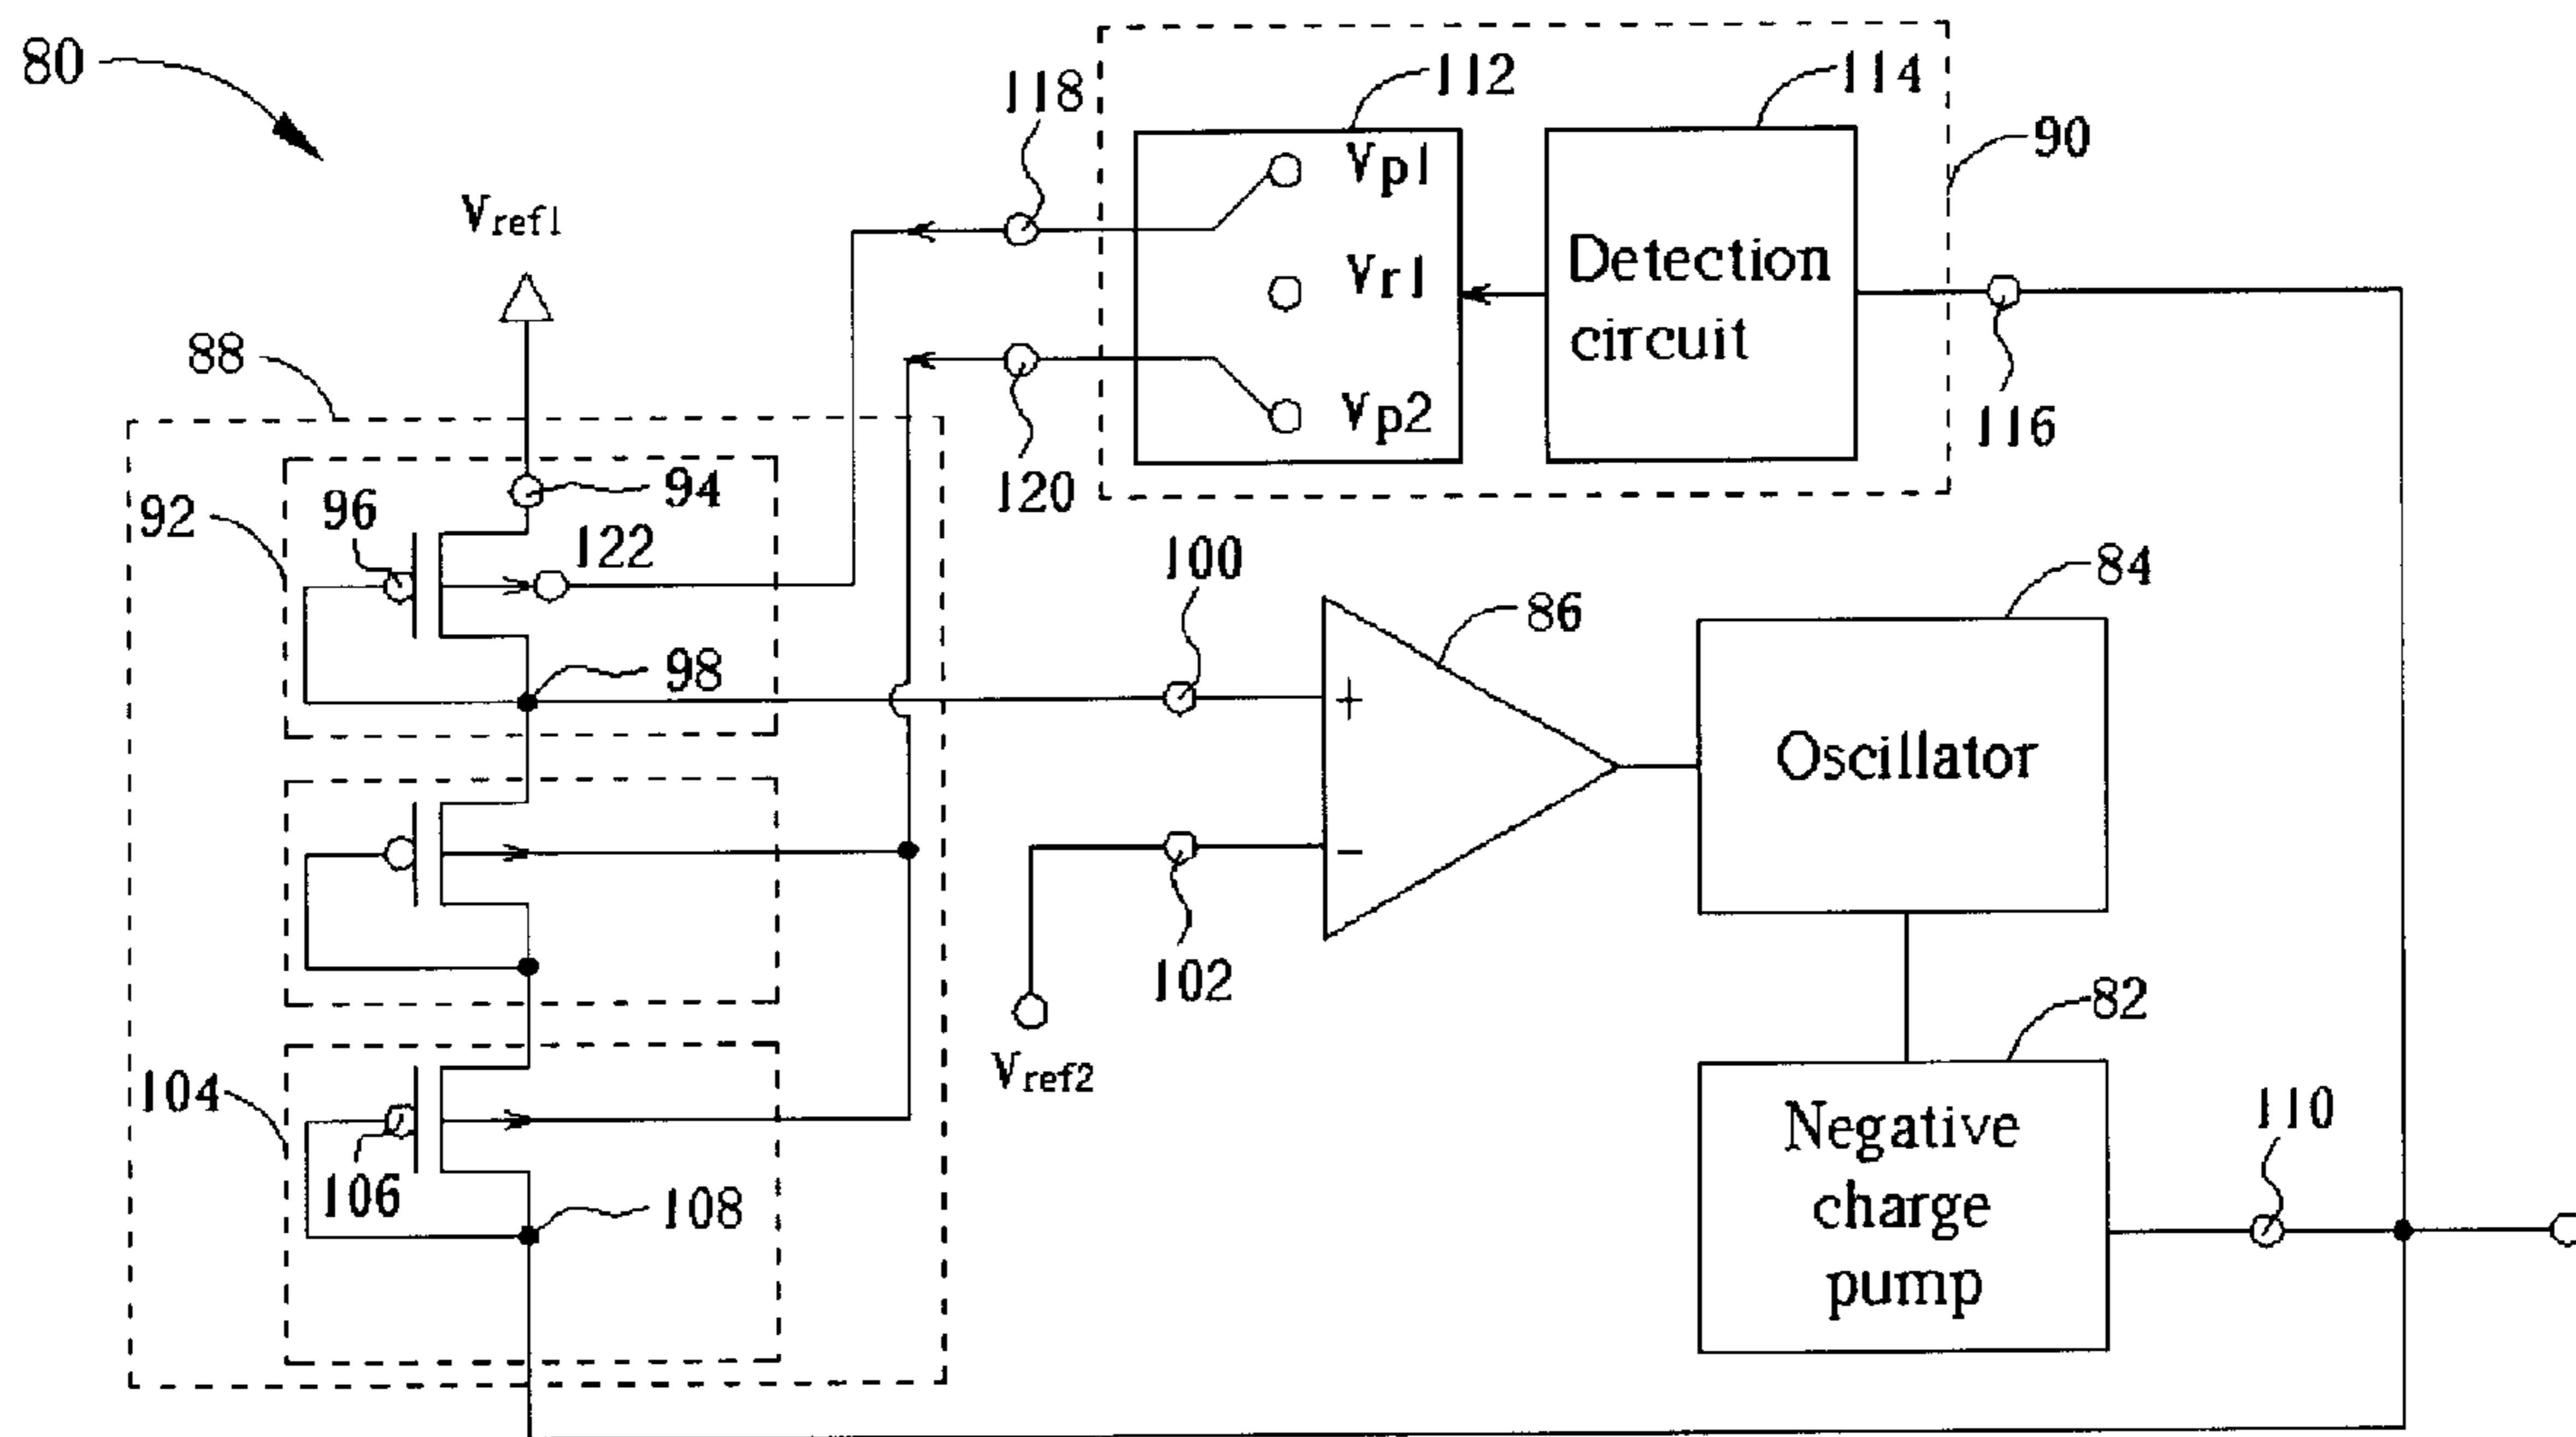 80
118
112
114
90
Vp1
Vref1
Vr1
Detection
circuit
88
Vp2
116
94
120
96
92
122
100
84
86
98
+
Oscillator
−
102
82
Vref2
104
110
Negative
charge
pump
106
108